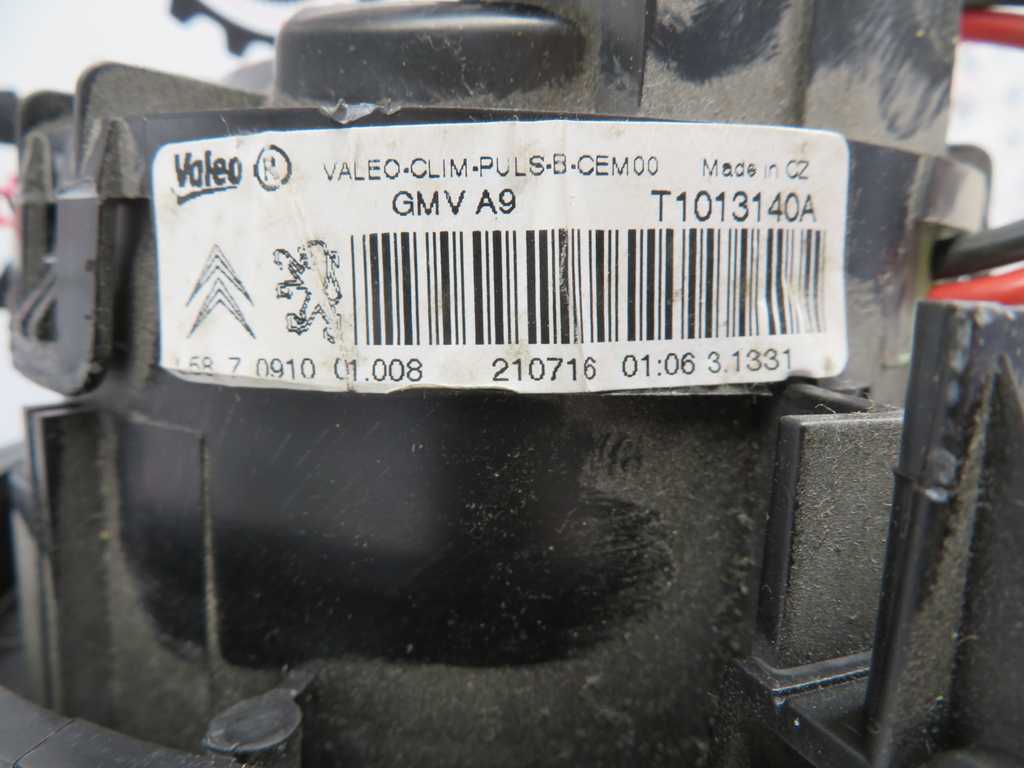 Valeo ® VALEO-CLIM-PULS-B-CEM00 Made in CZ
GMV A9 T1013140A
58 7 0910 01.008 210716 01:06 3.1331